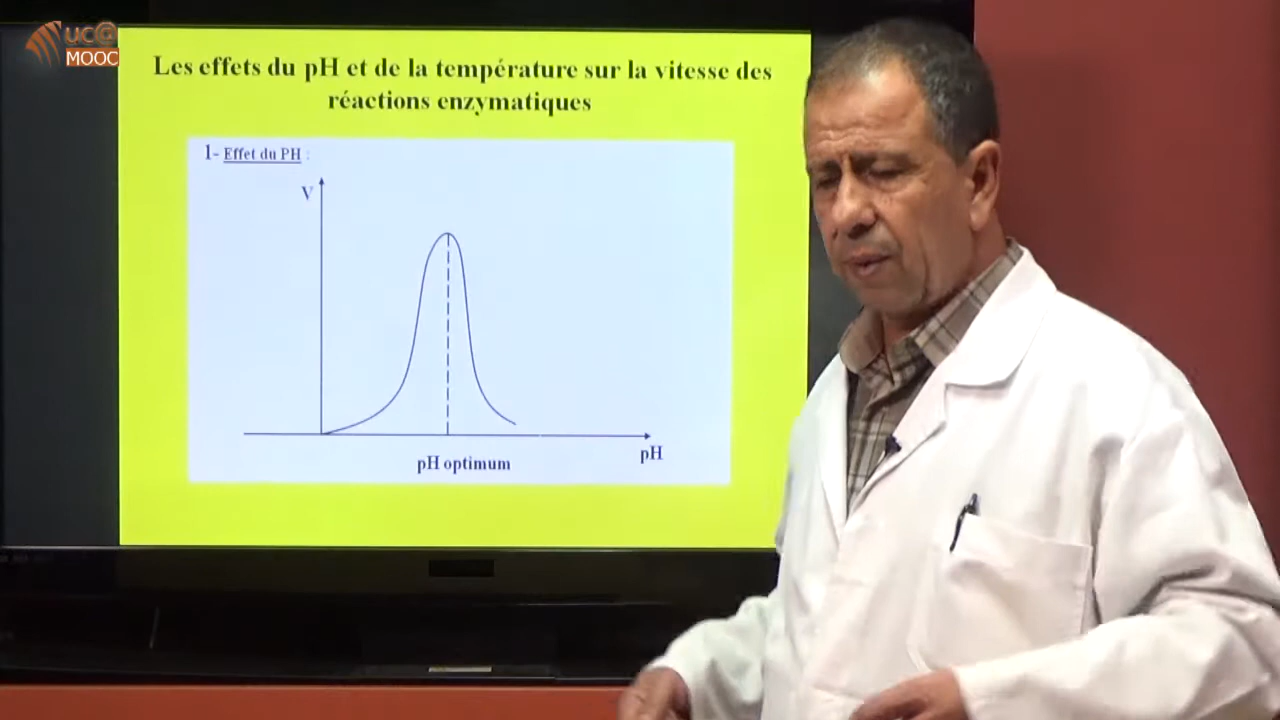 UC@
MOOC
Les effets du pH et de la température sur la vitesse des
réactions enzymatiques
1- Effet du PH :
V
pH
pH optimum